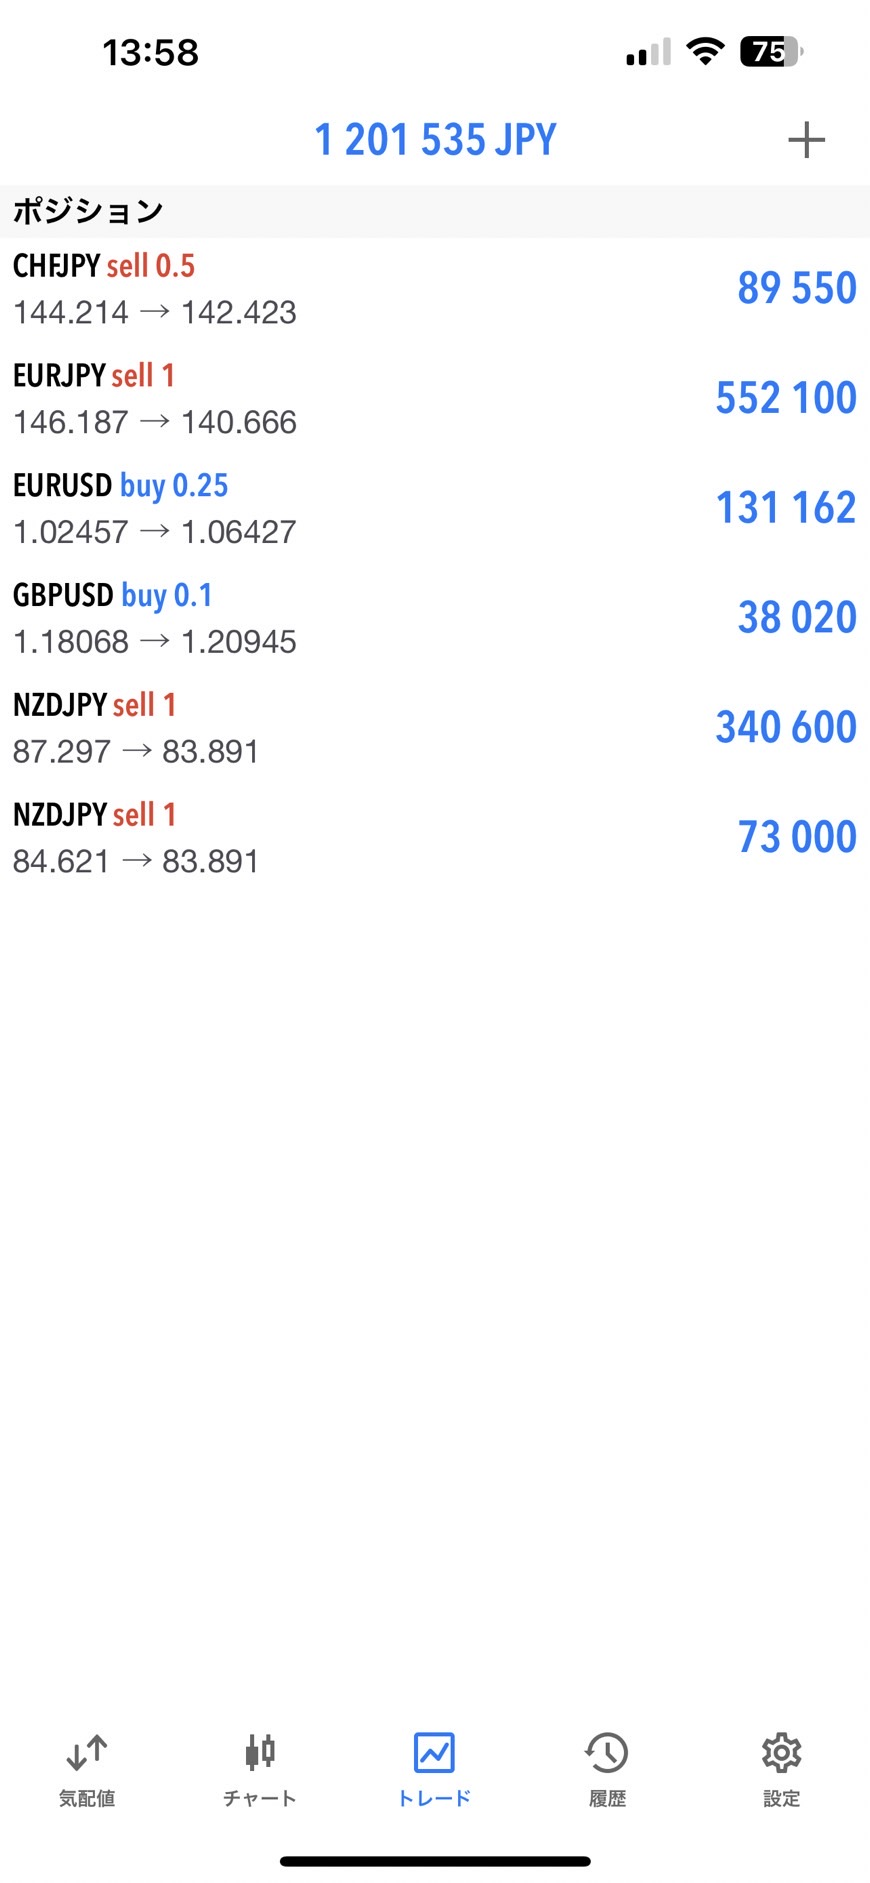 13:58
75
1 201 535 JPY
ポジション
CHFJPY sell 0.5
144.214 → 142.423
89 550
EURJPY sell 1
146.187 → 140.666
552 100
EURUSD buy 0.25
1.02457 → 1.06427
131 162
GBPUSD buy 0.1
1.18068 → 1.20945
38 020
NZDJPY sell 1
87.297 → 83.891
340 600
NZDJPY sell 1
84.621 → 83.891
73 000
気配値 チャート トレード 履歴 設定